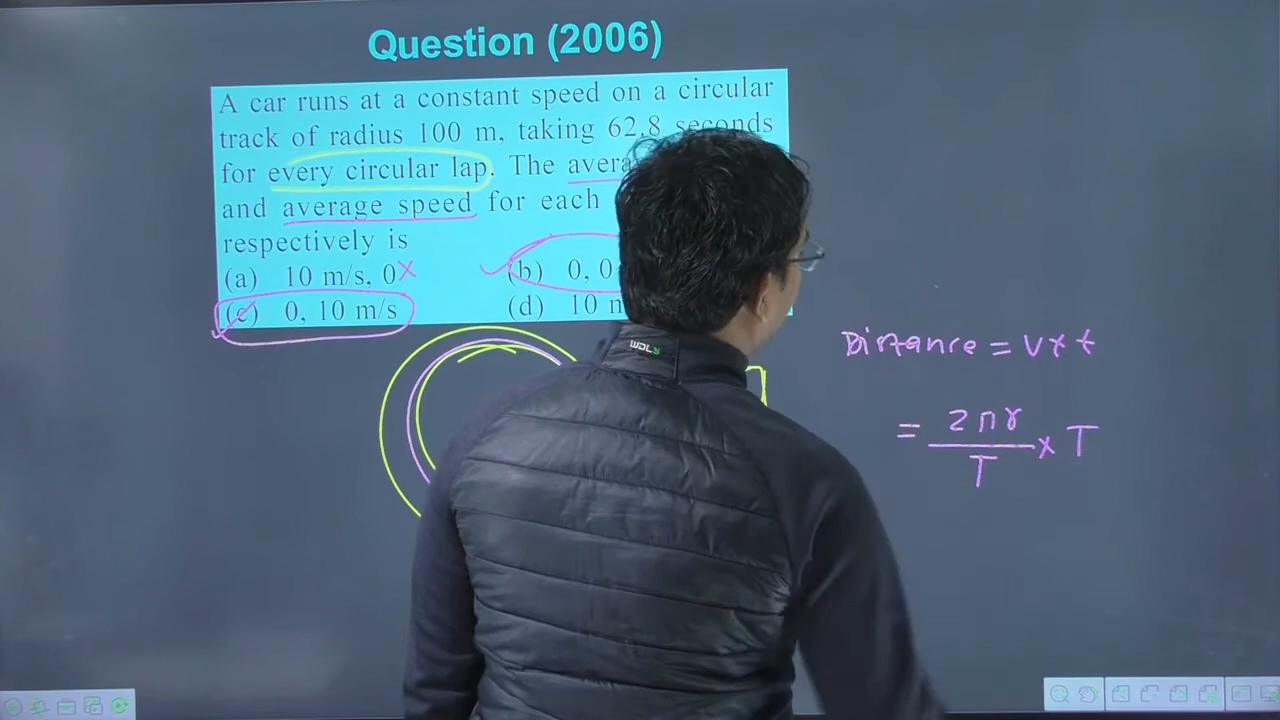 Question (2006)
A car runs at a constant speed on a circular
track of radius 100 m, taking 62.8 seconds
for every circular lap. The
and average speed for each
respectively is
(a) 10 m/s, 0 ×
(b) 0, 0
(c) 0, 10 m/s
(d) 10
WDLS
Distance = v × t
= 2πr / T × T